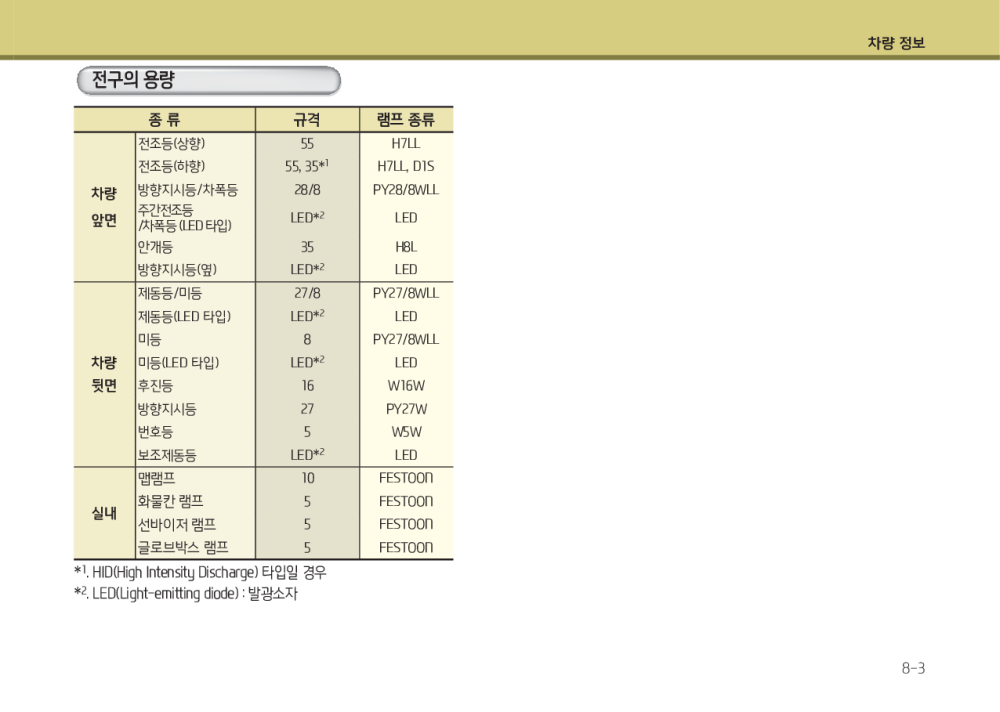 차량 정보
전구의 용량
종 류 규격 램프 종류
차량 앞면
전조등(상향) 55 H7LL
전조등(하향) 55, 35*1 H7LL, D1S
방향지시등/차폭등 28/8 PY28/8WLL
주간전조등
/차폭등 (LED 타입) LED*2 LED
안개등 35 H8L
방향지시등(옆) LED*2 LED
차량 뒷면
제동등/미등 27/8 PY27/8WLL
제동등(LED 타입) LED*2 LED
미등 8 PY27/8WLL
미등(LED 타입) LED*2 LED
후진등 16 W16W
방향지시등 27 PY27W
번호등 5 W5W
보조제동등 LED*2 LED
실내
맵램프 10 FESTOON
화물칸 램프 5 FESTOON
선바이저 램프 5 FESTOON
글로브박스 램프 5 FESTOON
*1. HID(High Intensity Discharge) 타입일 경우
*2. LED(Light-emitting diode) : 발광소자
8-3